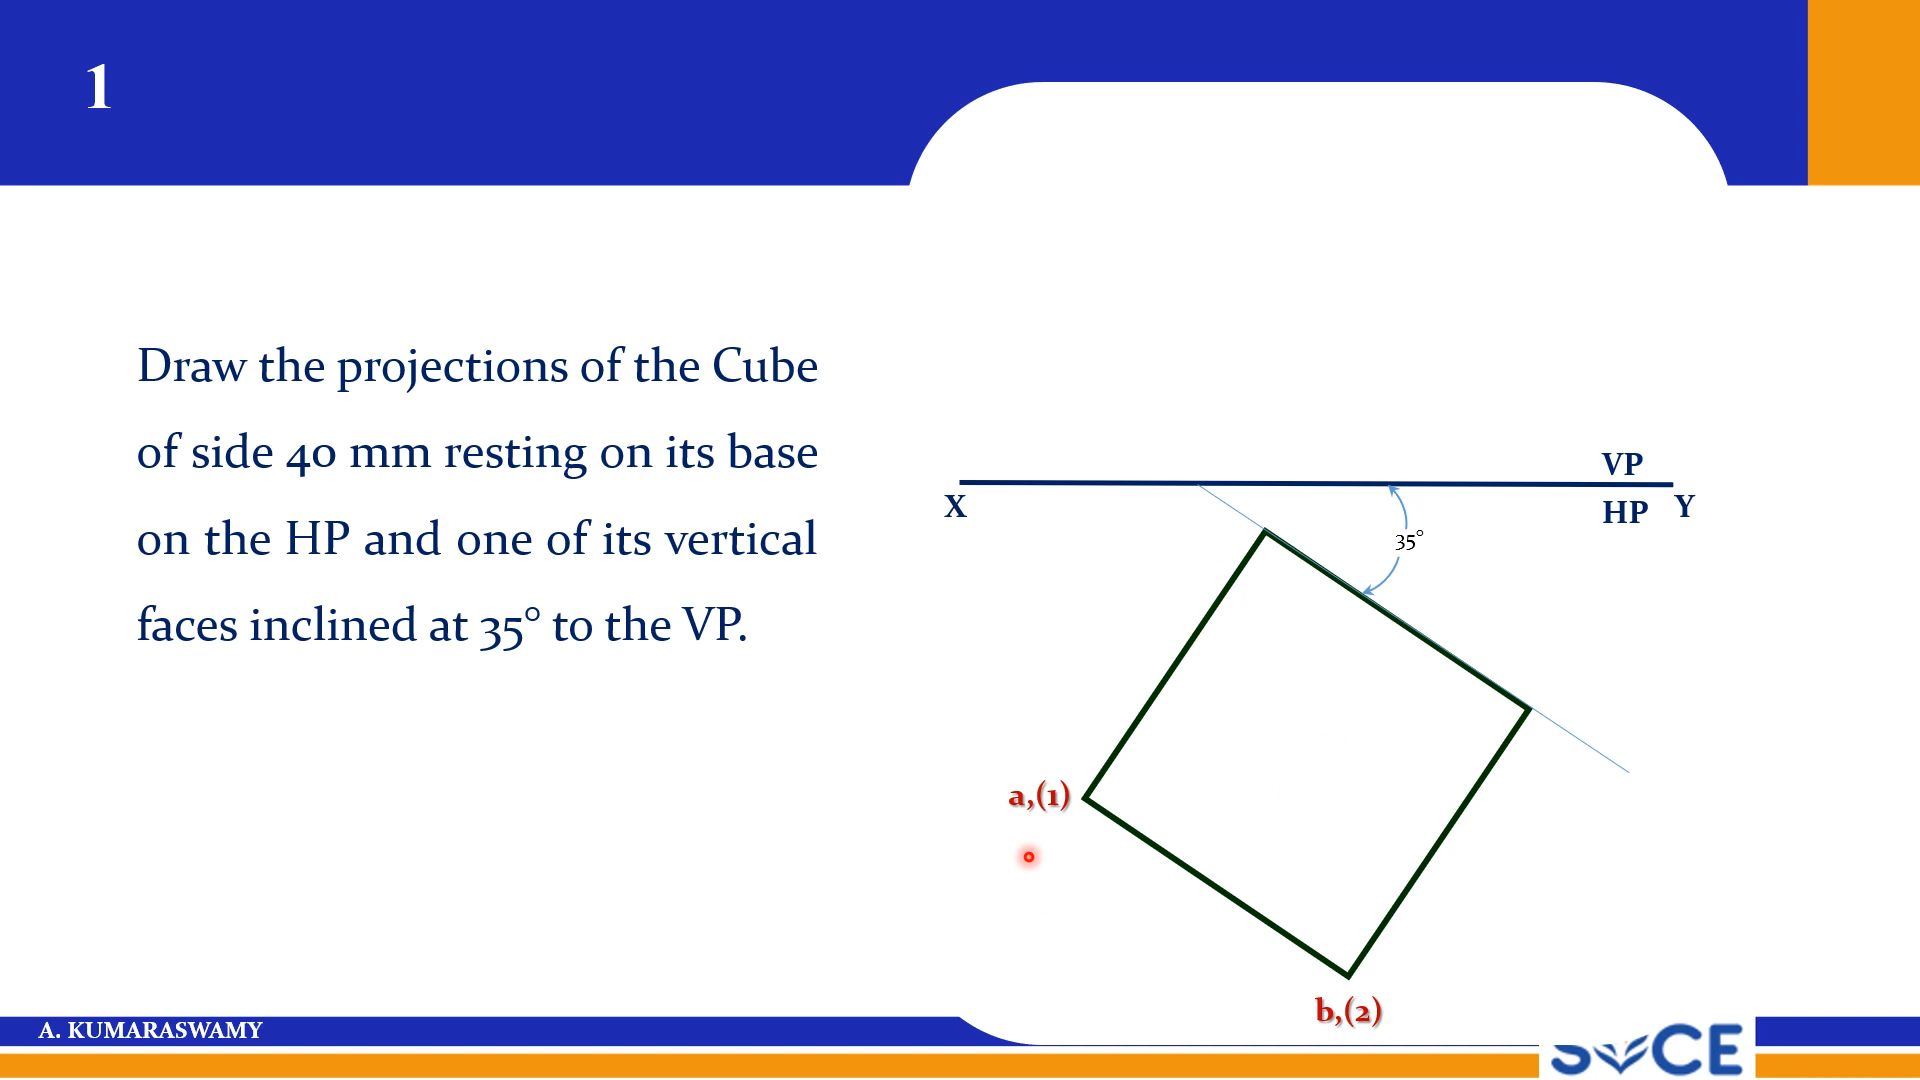 1
Draw the projections of the Cube
of side 40 mm resting on its base
on the HP and one of its vertical
faces inclined at 35° to the VP.
VP
X
HP
Y
35°
a,(1)
b,(2)
A. KUMARASWAMY
SVCE